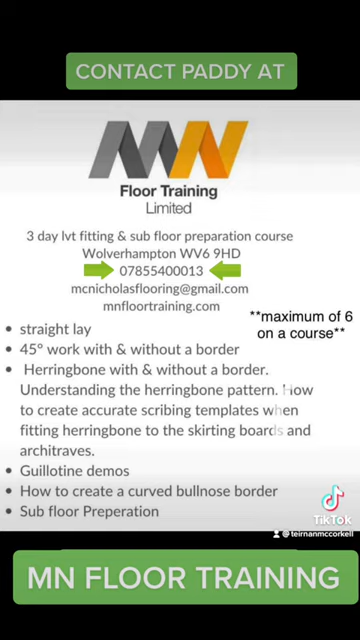 CONTACT PADDY AT
MN
Floor Training
Limited
3 day lvt fitting & sub floor preparation course
Wolverhampton WV6 9HD
07855400013
mcnicholasflooring@gmail.com
mnfloortraining.com
**maximum of 6
on a course**
• straight lay
• 45° work with & without a border
• Herringbone with & without a border.
Understanding the herringbone pattern. How
to create accurate scribing templates when
fitting herringbone to the skirting boards and
architraves.
• Guillotine demos
• How to create a curved bullnose border
• Sub floor Preperation
TikTok
@teirnanmccorkell
MN FLOOR TRAINING